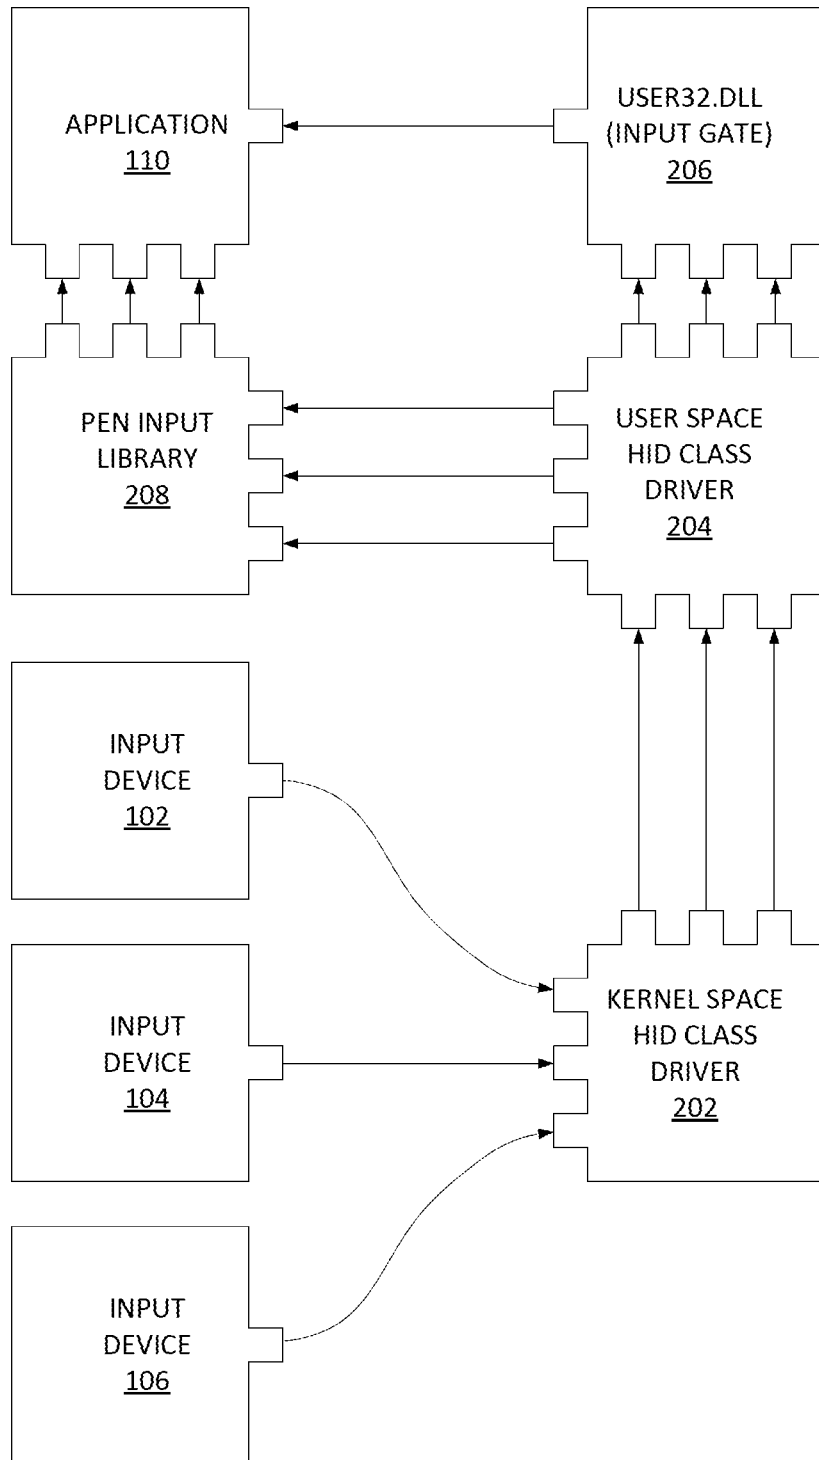 APPLICATION
110
USER32.DLL
(INPUT GATE)
206
PEN INPUT
LIBRARY
208
USER SPACE
HID CLASS
DRIVER
204
INPUT
DEVICE
102
INPUT
DEVICE
104
KERNEL SPACE
HID CLASS
DRIVER
202
INPUT
DEVICE
106